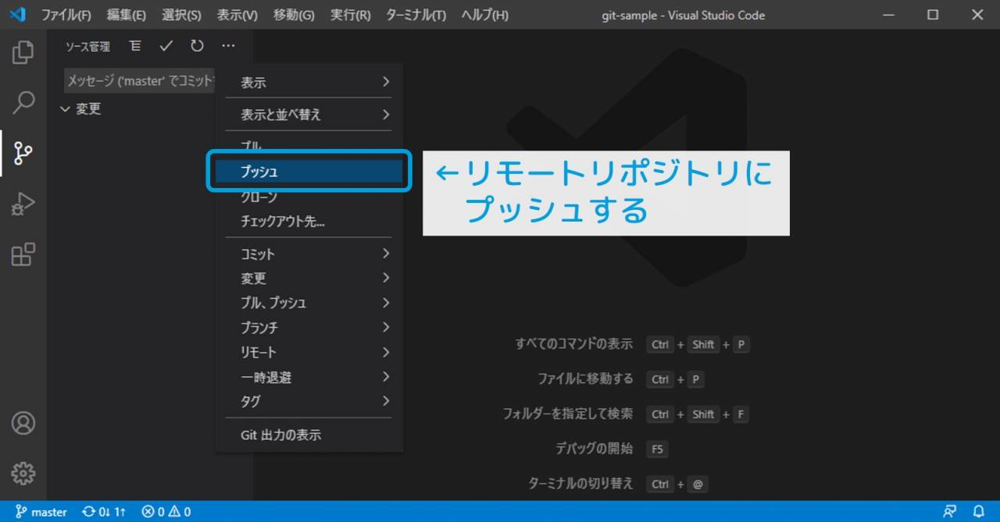 ファイル(F) 編集(E) 選択(S) 表示(V) 移動(G) 実行(R) ターミナル(T) ヘルプ(H) git-sample - Visual Studio Code
ソース管理
メッセージ ('master' でコミット
変更
表示
表示と並べ替え
プル
プッシュ
クローン
チェックアウト先...
コミット
変更
プル、プッシュ
ブランチ
リモート
一時退避
タグ
Git 出力の表示
←リモートリポジトリに
プッシュする
すべてのコマンドの表示 Ctrl + Shift + P
ファイルに移動する Ctrl + P
フォルダーを指定して検索 Ctrl + Shift + F
デバッグの開始 F5
ターミナルの切り替え Ctrl + @
master 0↓ 1↑ 0 0